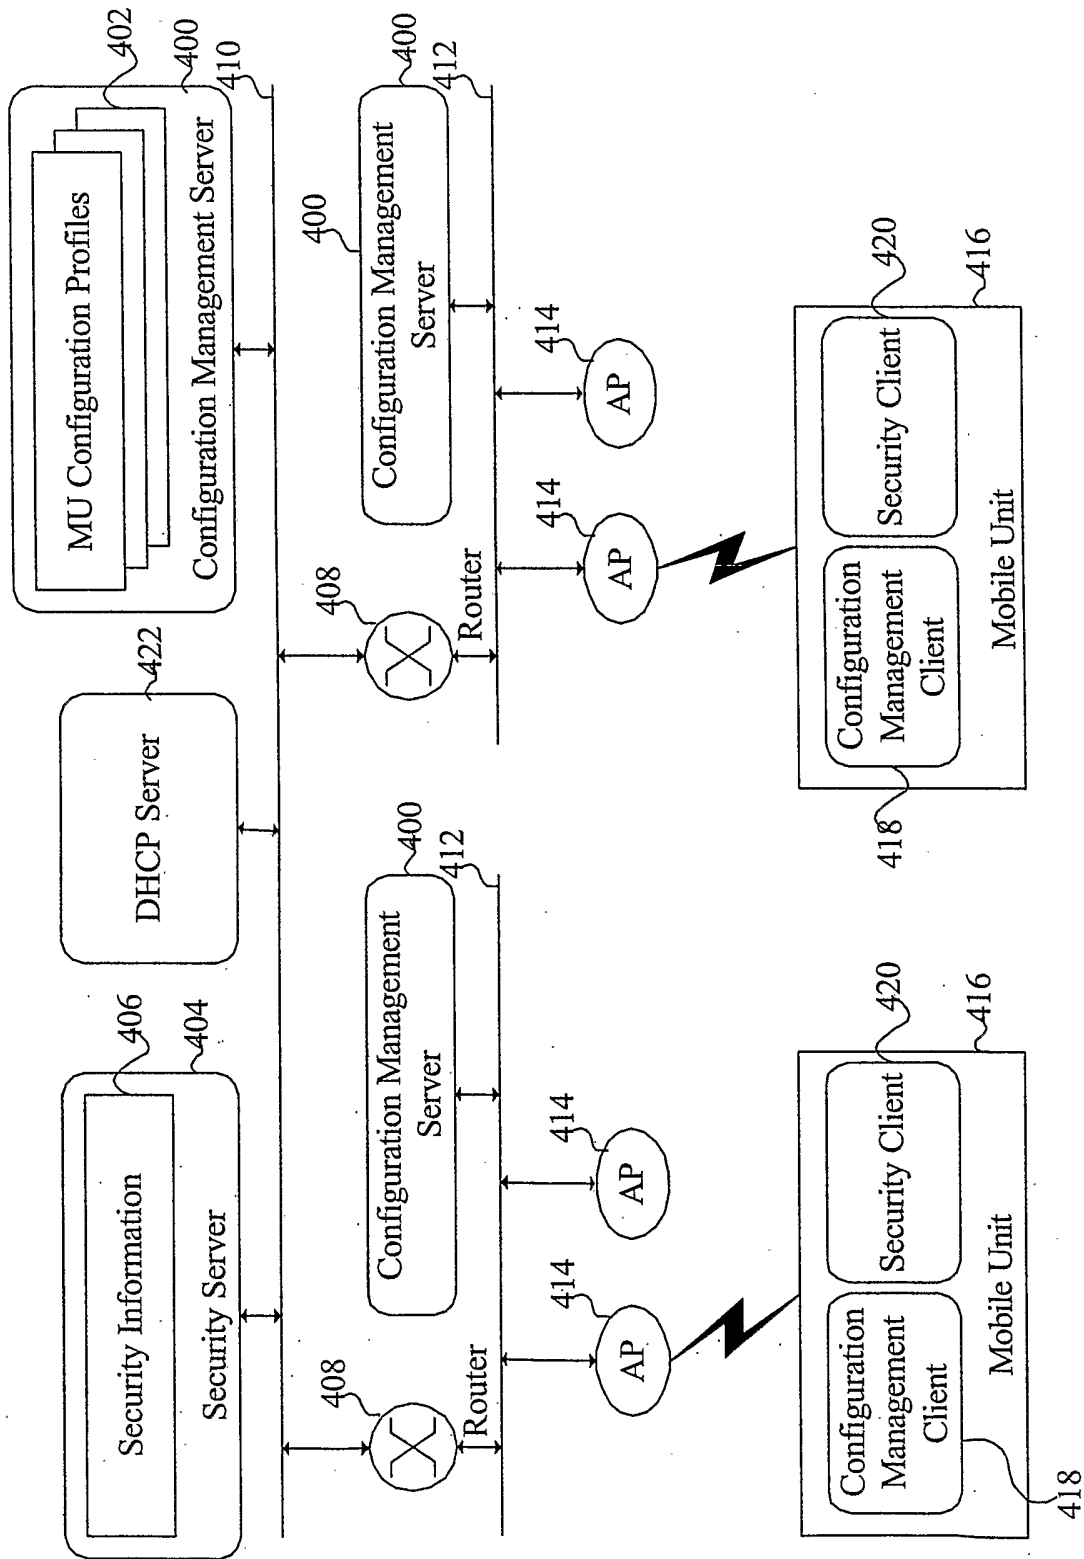 Security Information
406
Security Server
404
DHCP Server
422
MU Configuration Profiles
402
Configuration Management Server
400
410
408
Router
Configuration Management
Server
400
412
408
Router
400
Configuration Management
Server
400
412
AP
414
AP
414
AP
414
AP
414
Configuration
Management
Client
418
Security Client
420
Mobile Unit
416
Configuration
Management
Client
418
Security Client
420
Mobile Unit
416